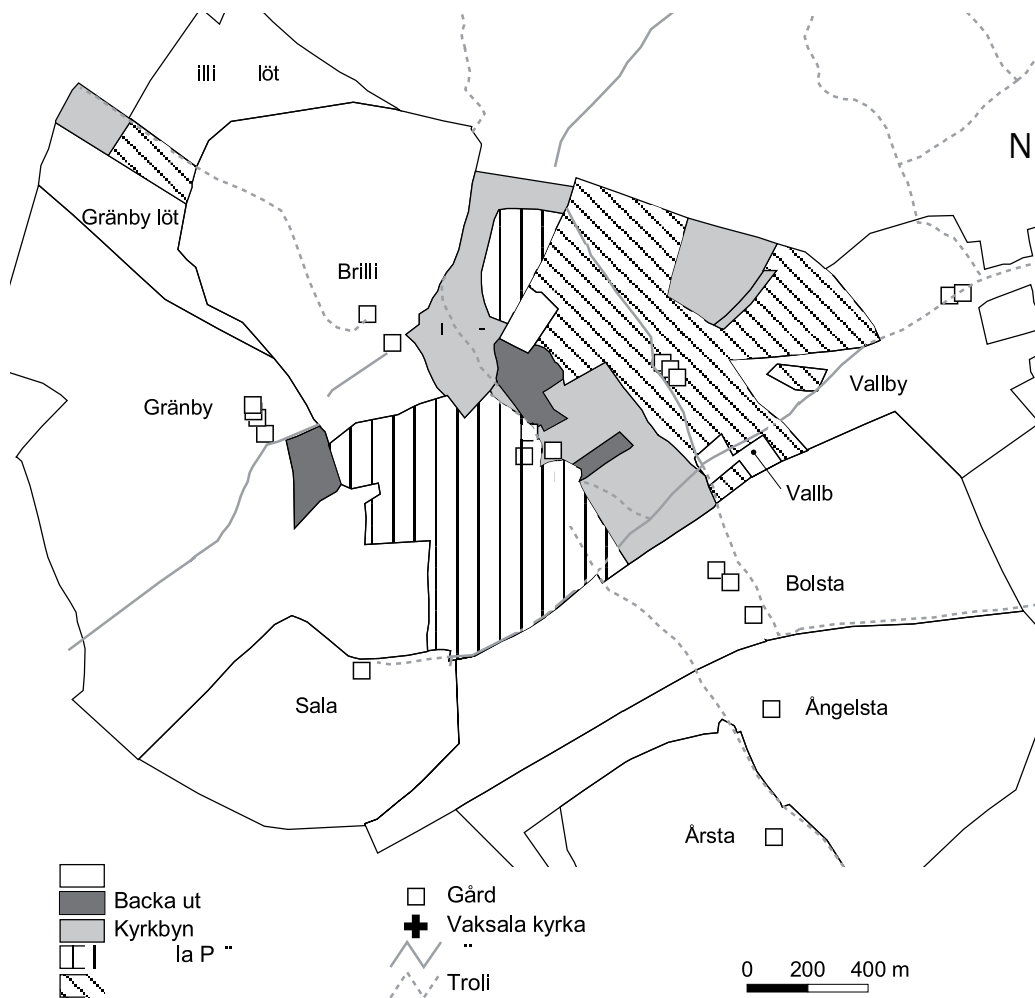 illi löt
N
Gränby löt
Brilli
Vallby
Gränby
Vallb
Bolsta
Sala
Ångelsta
Årsta
Backa ut
Kyrkbyn
la P
Gård
Vaksala kyrka
Troli
0 200 400 m